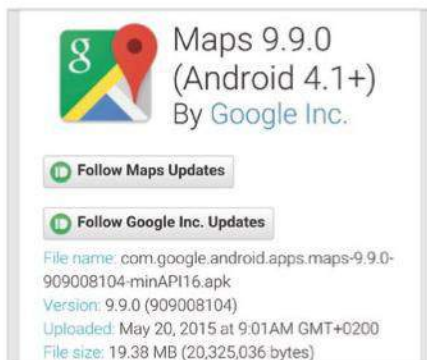 g
Maps 9.9.0
(Android 4.1+)
By Google Inc.
Follow Maps Updates
Follow Google Inc. Updates
File name: com.google.android.apps.maps-9.9.0-
909008104-minAPI16.apk
Version: 9.9.0 (909008104)
Uploaded: May 20, 2015 at 9:01AM GMT+0200
File size: 19.38 MB (20,325,036 bytes)